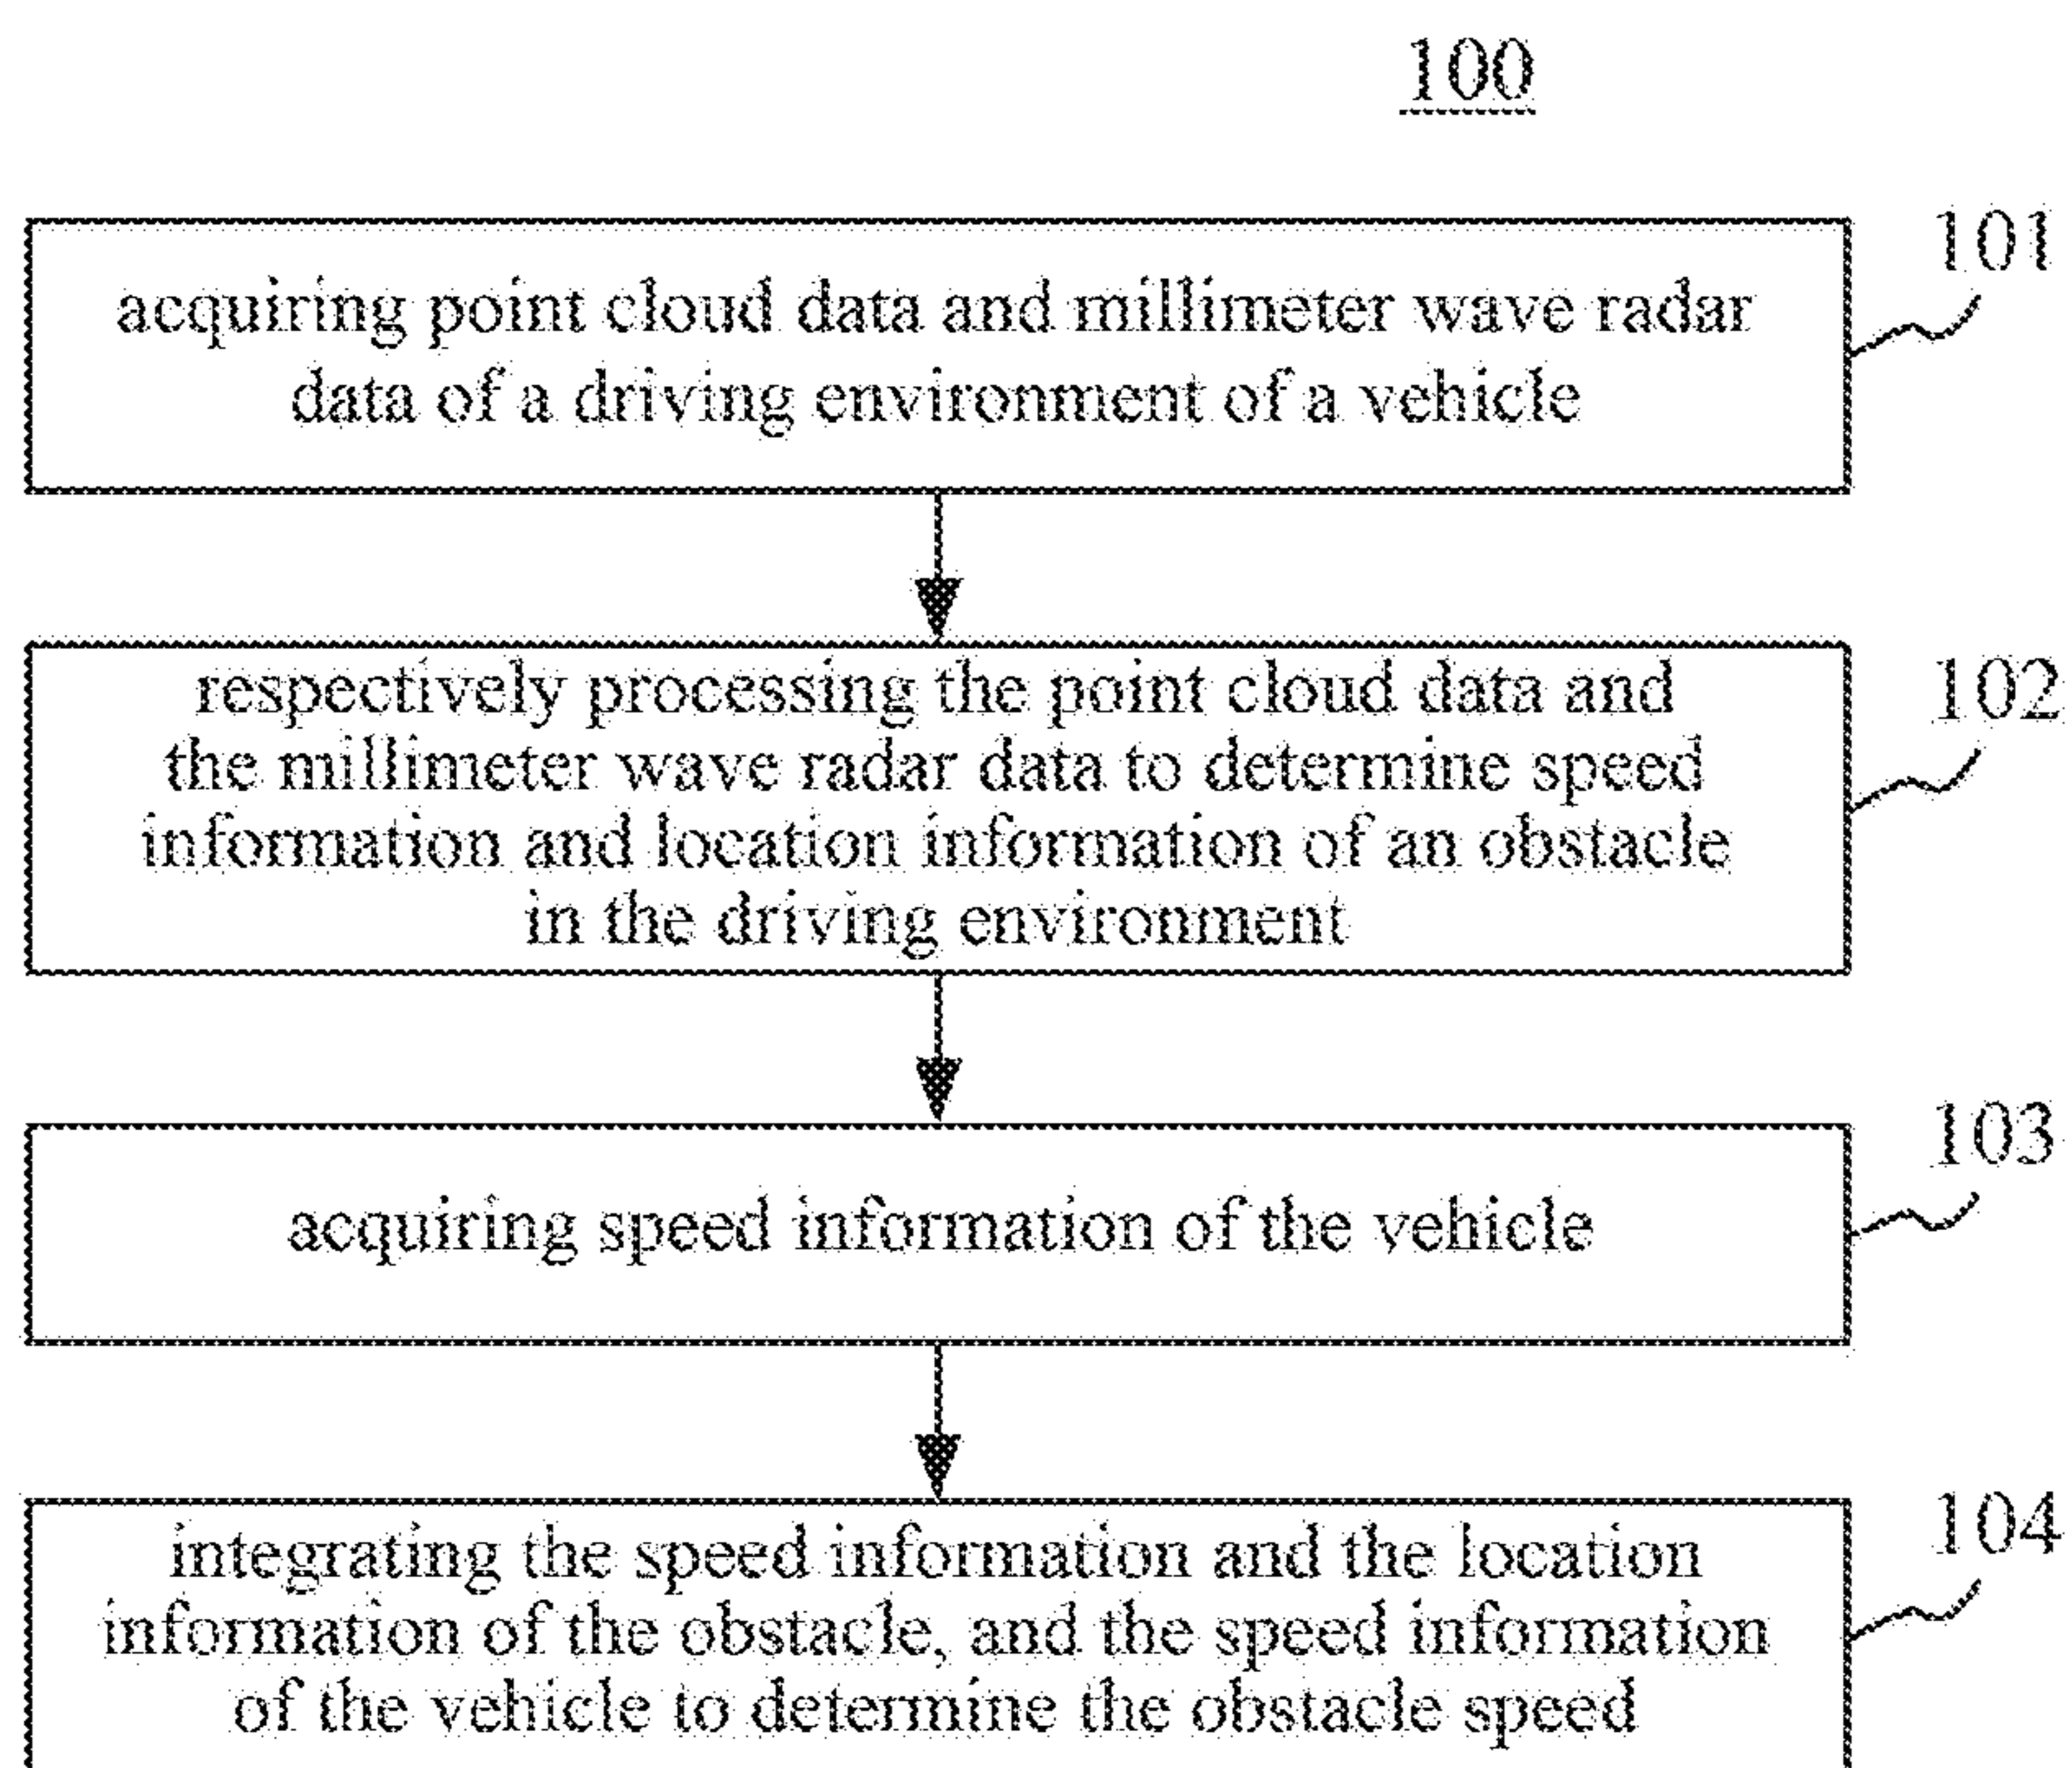 100
101
acquiring point cloud data and millimeter wave radar
data of a driving environment of a vehicle
102
respectively processing the point cloud data and
the millimeter wave radar data to determine speed
information and location information of an obstacle
in the driving environment
103
acquiring speed information of the vehicle
104
integrating the speed information and the location
information of the obstacle, and the speed information
of the vehicle to determine the obstacle speed